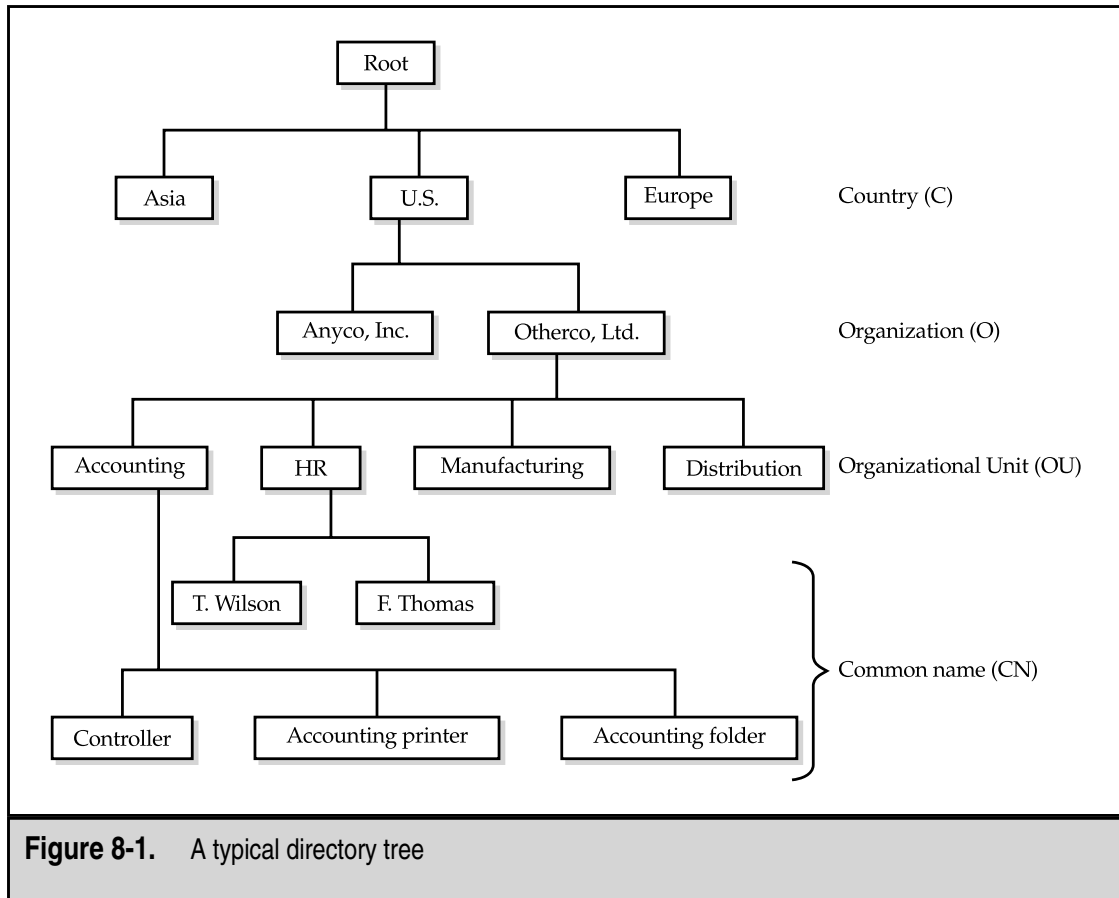 Root
Asia
U.S.
Europe
Country (C)
Anyco, Inc.
Otherco, Ltd.
Organization (O)
Accounting
HR
Manufacturing
Distribution
Organizational Unit (OU)
T. Wilson
F. Thomas
Common name (CN)
Controller
Accounting printer
Accounting folder
Figure 8-1. A typical directory tree